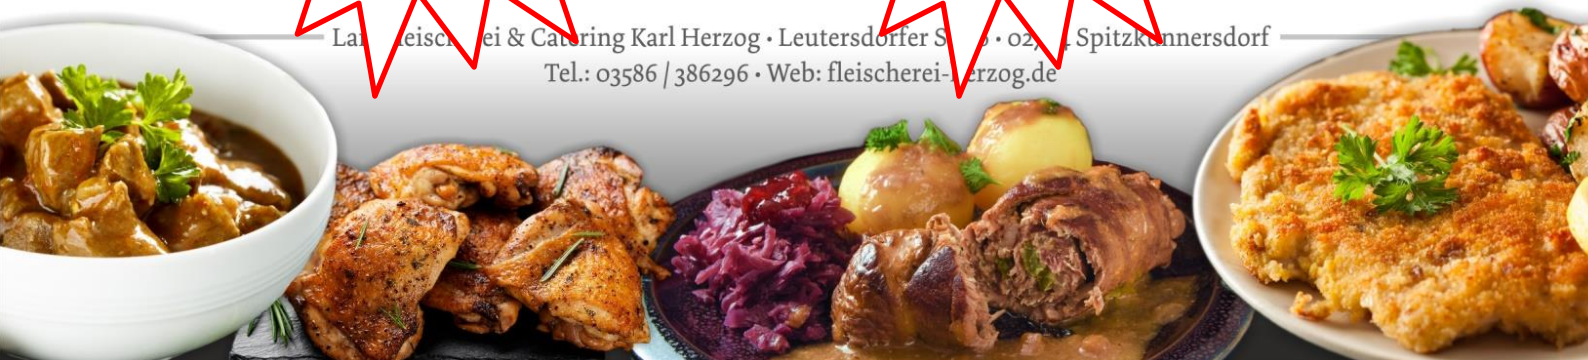 & Catering Karl Herzog · Leutersdorfer · Spitzkunnersdorf
Tel.: 03586 / 386296 · Web: fleischerei-herzog.de